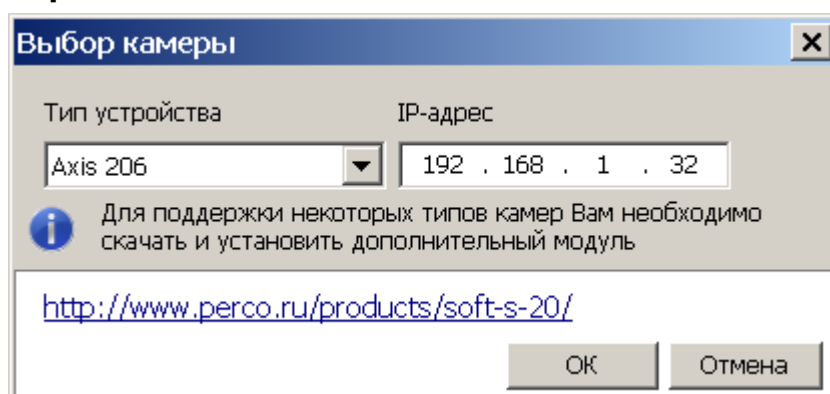 Выбор камеры
Тип устройства IP-адрес
Axis 206 192 . 168 . 1 . 32
Для поддержки некоторых типов камер Вам необходимо
скачать и установить дополнительный модуль
http://www.perco.ru/products/soft-s-20/
ОК Отмена